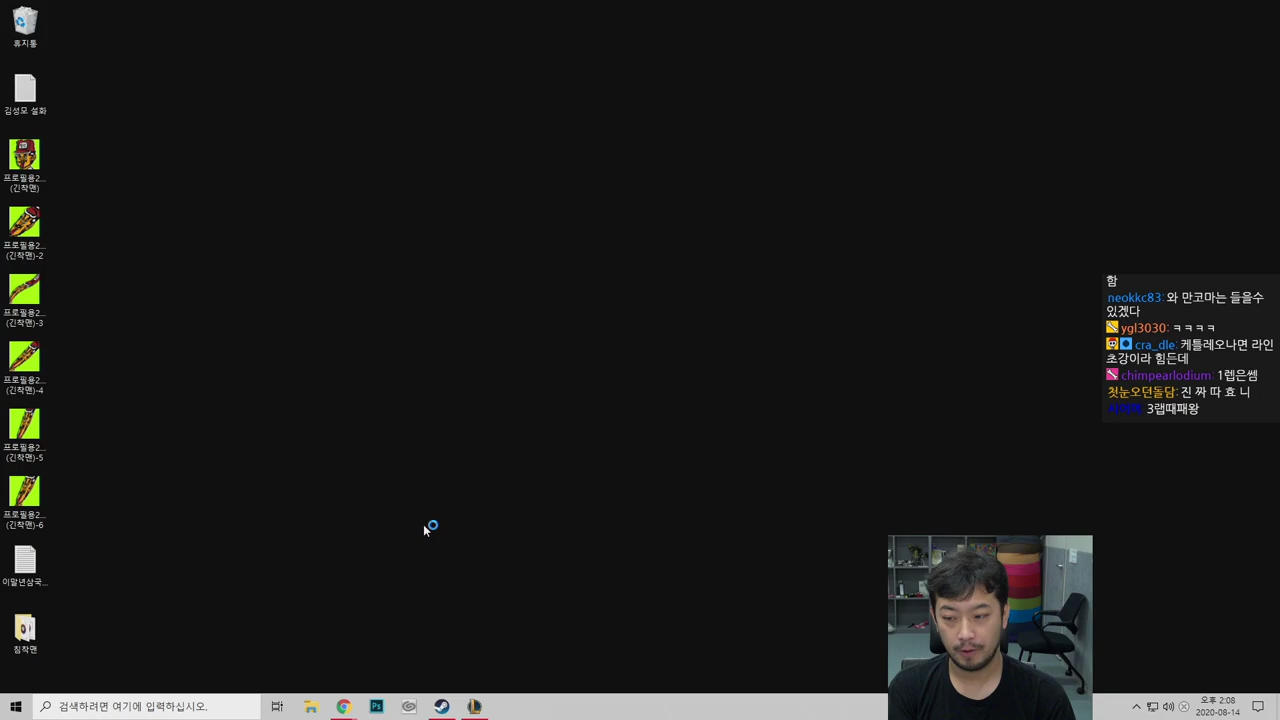 휴지통
김성모 설화
프로필용2...
(긴착맨)
프로필용2...
(긴착맨)-2
프로필용2...
(긴착맨)-3
프로필용2...
(긴착맨)-4
프로필용2...
(긴착맨)-5
프로필용2...
(긴착맨)-6
이말년삼국...
침착맨
함
neokkc83: 와 만코마는 들을수
있겠다
ygl3030: ㅋㅋㅋㅋ
cra_dle: 케틀레오나면 라인
초강이라 힘든데
chimpearlodium: 1렙은쎔
첫눈오던돌담: 진 짜 따 효 니
3랩때패왕
검색하려면 여기에 입력하십시오.
Ps
오후 2:08
2020-08-14